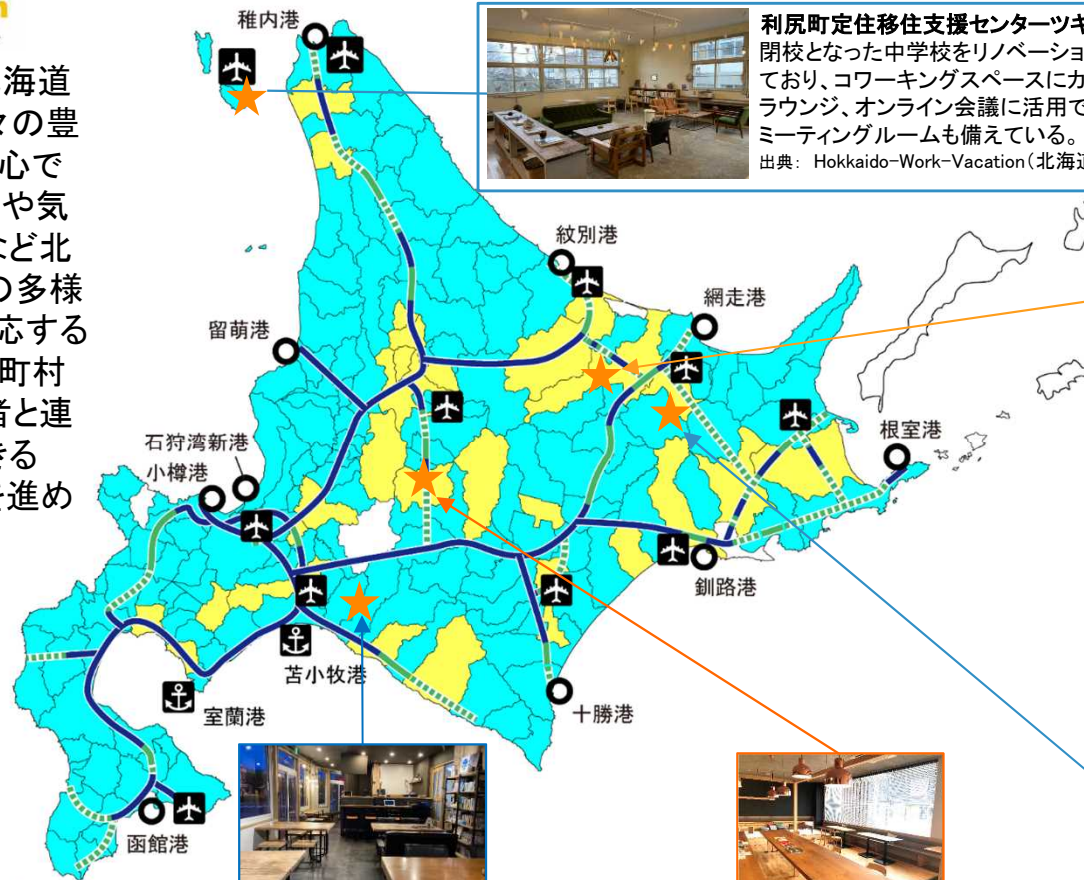 海道
々の豊
心で
や気
など北
の多様
応する
町村
者と連
きる
を進め
稚内港
利尻町定住移住支援センターツキ
閉校となった中学校をリノベーショ
ており、コワーキングスペースにカ
ラウンジ、オンライン会議に活用で
ミーティングルームも備えている。
出典: Hokkaido-Work-Vacation(北海道
紋別港
網走港
留萌港
根室港
石狩湾新港
小樽港
釧路港
苫小牧港
十勝港
室蘭港
函館港